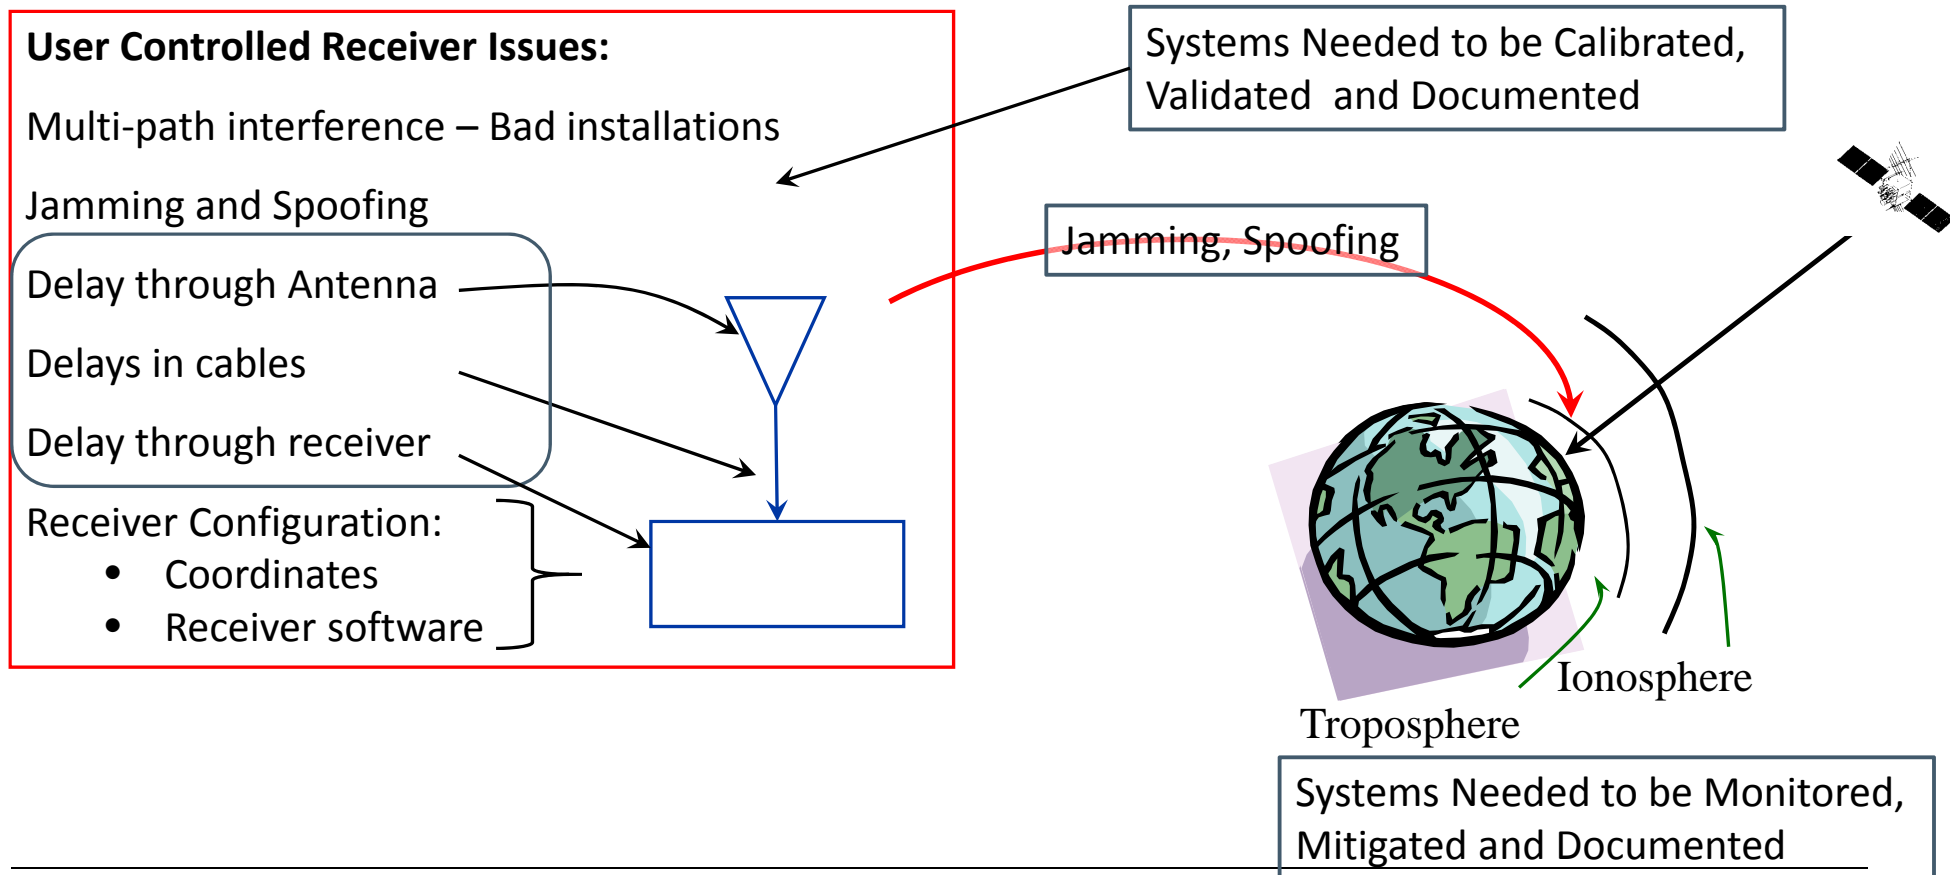 User Controlled Receiver Issues:
Multi-path interference – Bad installations
Jamming and Spoofing
Delay through Antenna
Delays in cables
Delay through receiver
Receiver Configuration:
• Coordinates
• Receiver software
Systems Needed to be Calibrated,
Validated and Documented
Jamming, Spoofing
Ionosphere
Troposphere
Systems Needed to be Monitored,
Mitigated and Documented